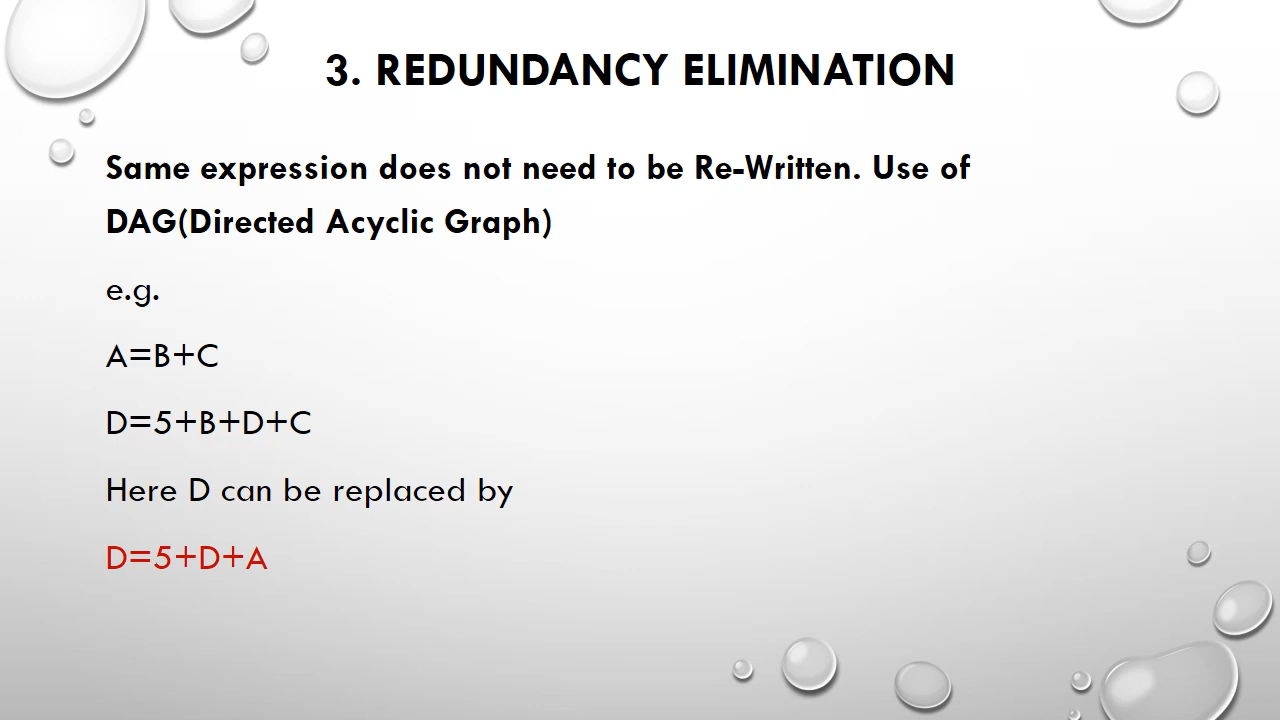 3. REDUNDANCY ELIMINATION
Same expression does not need to be Re-Written. Use of
DAG(Directed Acyclic Graph)
e.g.
A=B+C
D=5+B+D+C
Here D can be replaced by
D=5+D+A